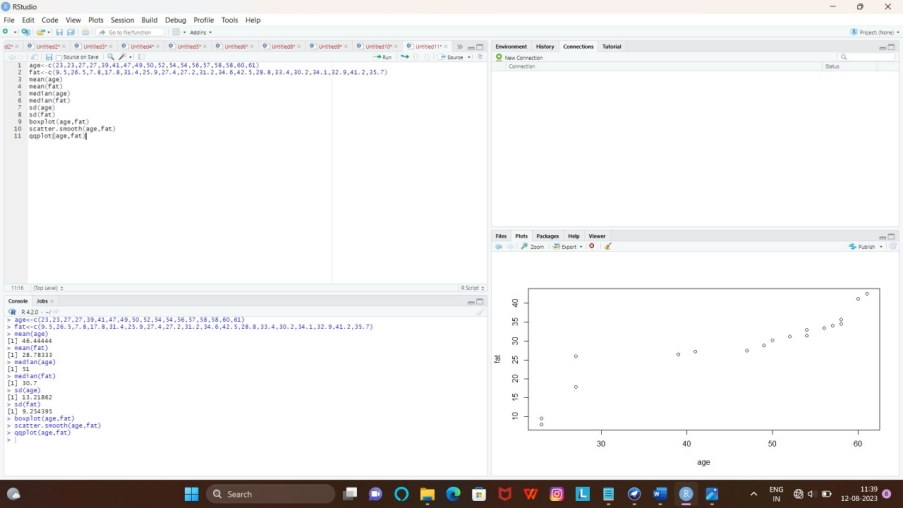 RStudio
File Edit Code View Plots Session Build Debug Profile Tools Help
Go to file/function Addins Project: (None)
d2* Untitled2* Untitled3* Untitled4* Untitled5* Untitled6* Untitled8* Untitled9* Untitled10* Untitled11*
Source on Save Run Source
1 age<-c(23,23,27,27,39,41,47,49,50,52,54,54,56,57,58,58,60,61)
2 fat<-c(9.5,26.5,7.8,17.8,31.4,25.9,27.4,27.2,31.2,34.6,42.5,28.8,33.4,30.2,34.1,32.9,41.2,35.7)
3 mean(age)
4 mean(fat)
5 median(age)
6 median(fat)
7 sd(age)
8 sd(fat)
9 boxplot(age,fat)
10 scatter.smooth(age,fat)
11 qqplot(age,fat)
11:16 (Top Level) R Script
Console Jobs
R 4.2.0 · ~/
> age<-c(23,23,27,27,39,41,47,49,50,52,54,54,56,57,58,58,60,61)
> fat<-c(9.5,26.5,7.8,17.8,31.4,25.9,27.4,27.2,31.2,34.6,42.5,28.8,33.4,30.2,34.1,32.9,41.2,35.7)
> mean(age)
[1] 46.44444
> mean(fat)
[1] 28.78333
> median(age)
[1] 51
> median(fat)
[1] 30.7
> sd(age)
[1] 13.21862
> sd(fat)
[1] 9.254395
> boxplot(age,fat)
> scatter.smooth(age,fat)
> qqplot(age,fat)
>
Environment History Connections Tutorial
New Connection
Connection Status
Files Plots Packages Help Viewer
Zoom Export Publish
fat
40
35
30
25
20
15
10
30 40 50 60
age
Search
ENG
IN
11:39
12-08-2023